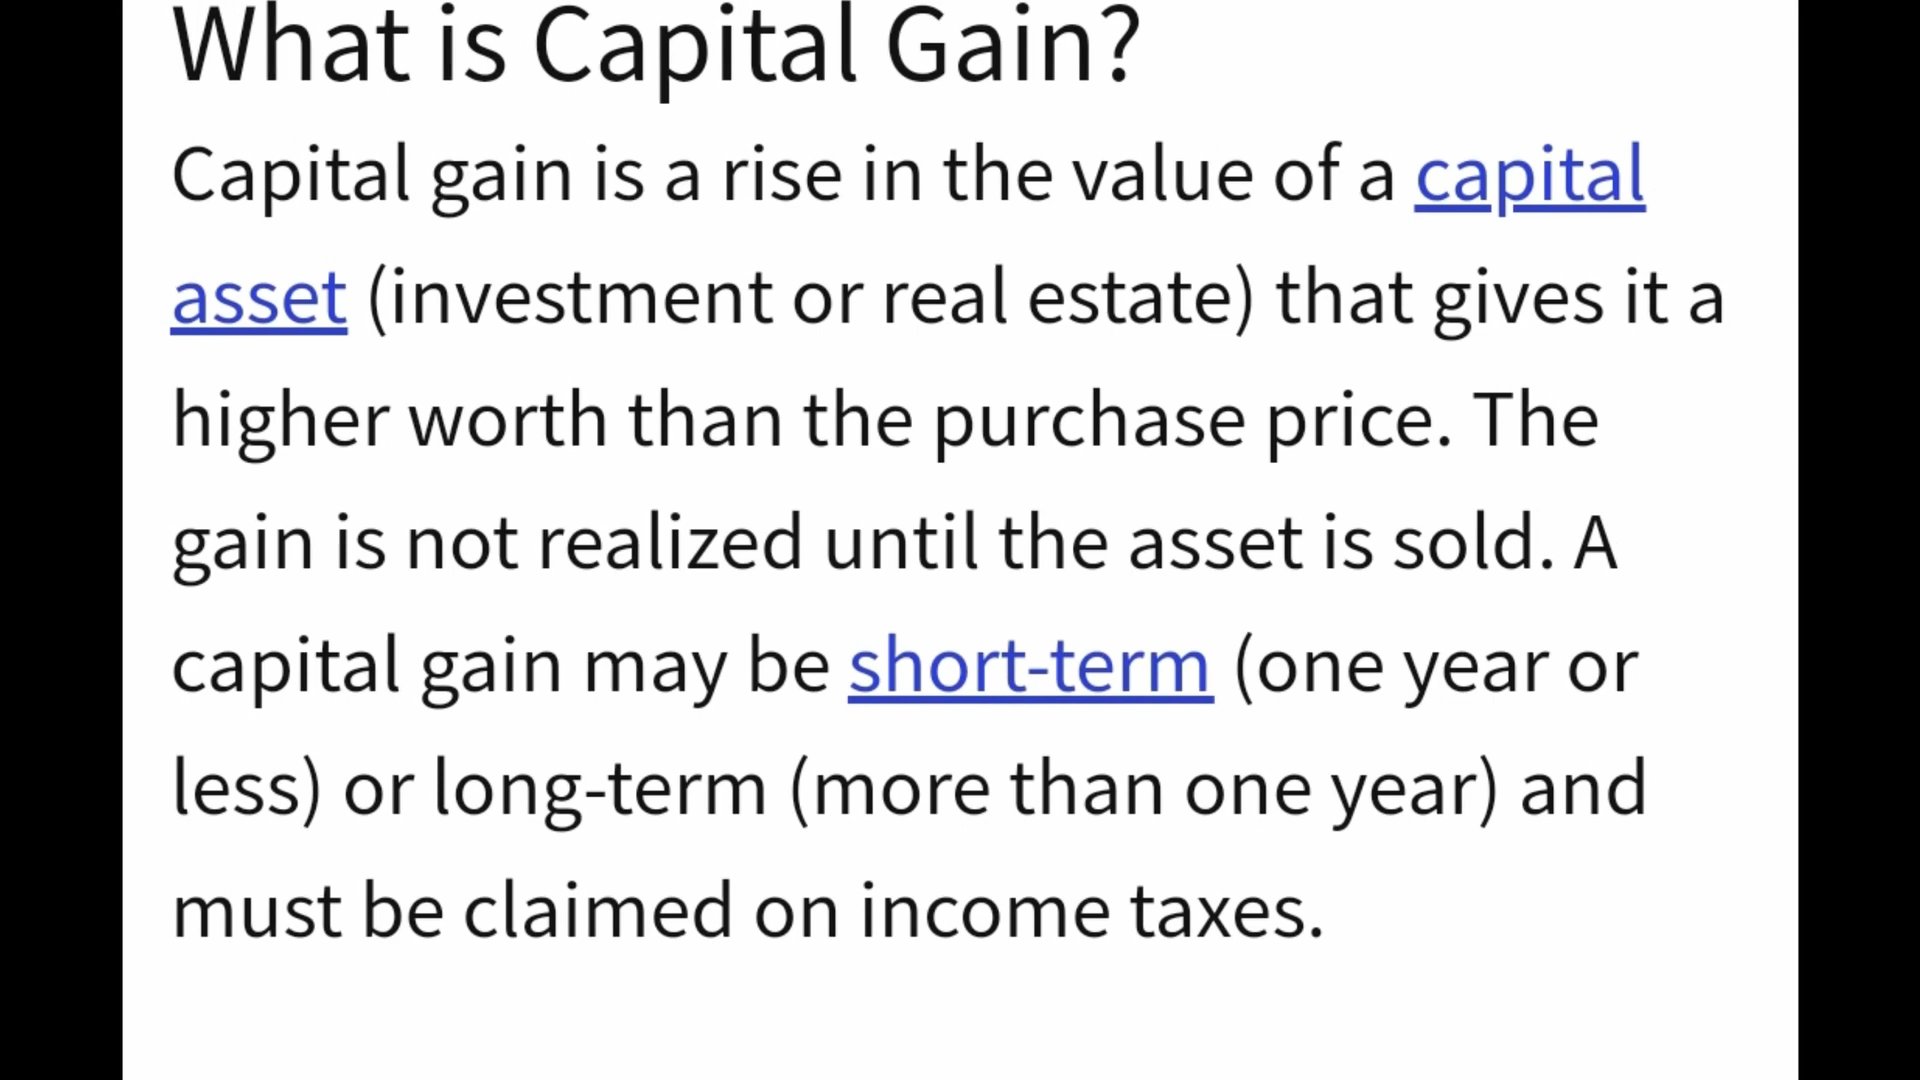 What is Capital Gain?
Capital gain is a rise in the value of a capital
asset (investment or real estate) that gives it a
higher worth than the purchase price. The
gain is not realized until the asset is sold. A
capital gain may be short-term (one year or
less) or long-term (more than one year) and
must be claimed on income taxes.